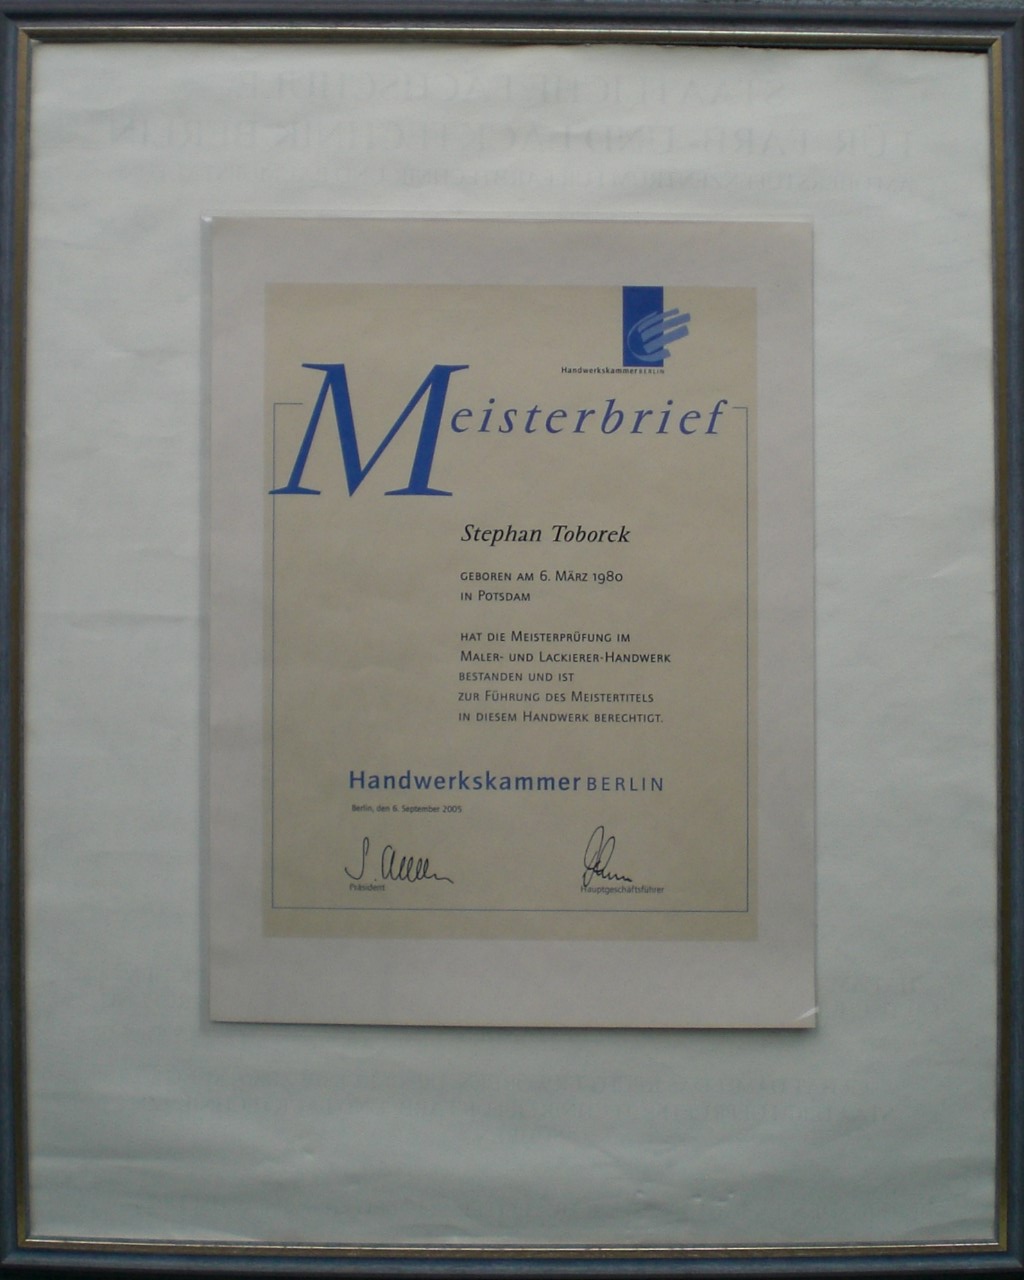 Handwerkskammer BERLIN
Meisterbrief
Stephan Toborek
GEBOREN AM 6. MÄRZ 1980
IN POTSDAM
HAT DIE MEISTERPRÜFUNG IM
MALER- UND LACKIERER-HANDWERK
BESTANDEN UND IST
ZUR FÜHRUNG DES MEISTERTITELS
IN DIESEM HANDWERK BERECHTIGT.
Handwerkskammer BERLIN
Berlin, den 6. September 2005
Präsident
Hauptgeschäftsführer